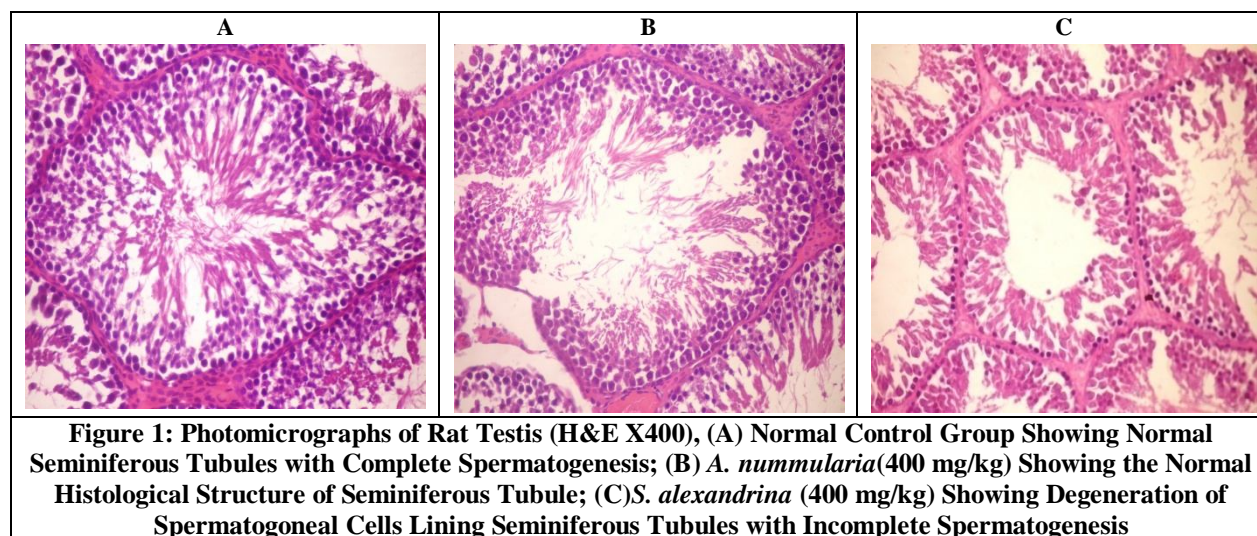 A
B
C
Figure 1: Photomicrographs of Rat Testis (H&E X400), (A) Normal Control Group Showing Normal
Seminiferous Tubules with Complete Spermatogenesis; (B) A. nummularia(400 mg/kg) Showing the Normal
Histological Structure of Seminiferous Tubule; (C)S. alexandrina (400 mg/kg) Showing Degeneration of
Spermatogoneal Cells Lining Seminiferous Tubules with Incomplete Spermatogenesis